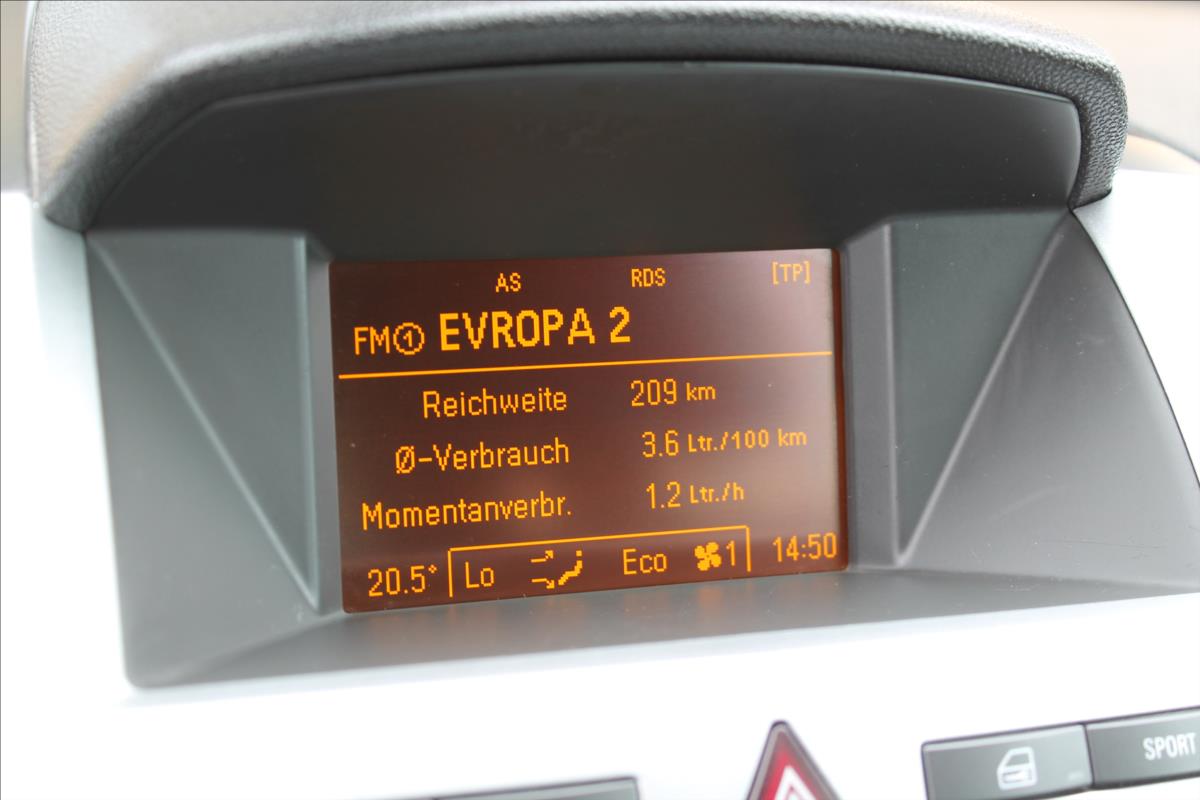 AS RDS [TP]
FM① EVROPA 2
Reichweite 209 km
Ø-Verbrauch 3.6 Ltr./100 km
Momentanverbr. 1.2 Ltr./h
20.5° Lo Eco 1 14:50
SPORT